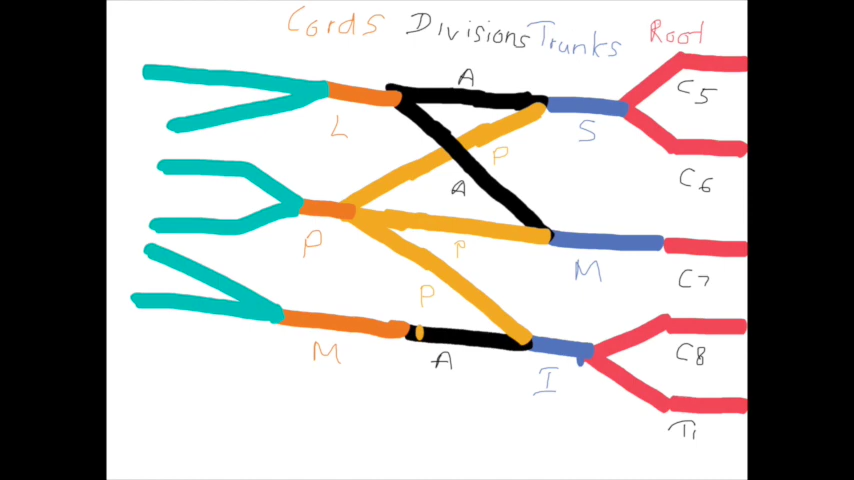 Cords Divisions Trunks Root
A
C5
L
S
P
C6
A
P
P
M
C7
P
M
A
C8
I
T1